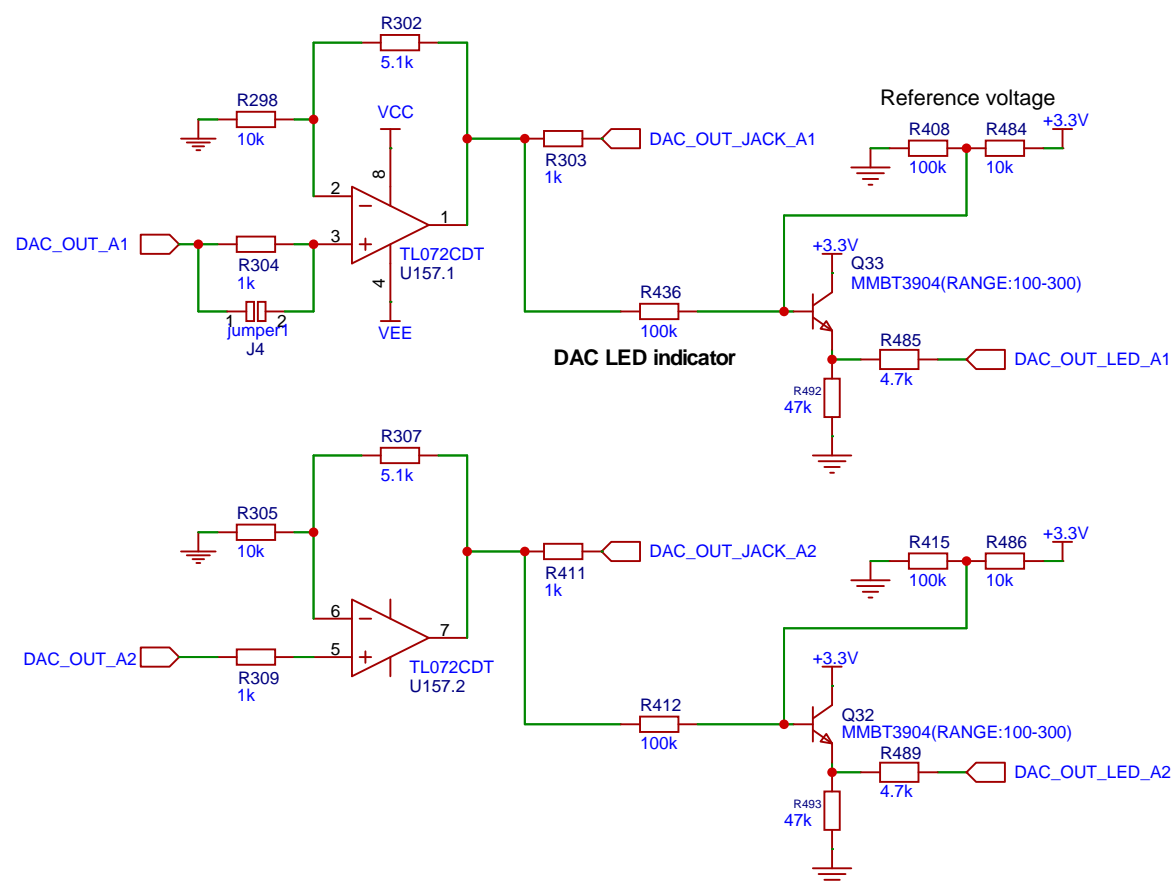 R302
5.1k
R298
10k
VCC
8
2
3
1
4
TL072CDT
U157.1
VEE
DAC_OUT_A1
R304
1k
1
2
jumper1
J4
R303
1k
DAC_OUT_JACK_A1
Reference voltage
+3.3V
R408
R484
100k
10k
+3.3V
Q33
MMBT3904(RANGE:100-300)
R436
100k
DAC LED indicator
R485
4.7k
DAC_OUT_LED_A1
R492
47k
R307
5.1k
R305
10k
6
5
7
TL072CDT
U157.2
DAC_OUT_A2
R309
1k
R411
1k
DAC_OUT_JACK_A2
+3.3V
R415
R486
100k
10k
+3.3V
Q32
MMBT3904(RANGE:100-300)
R412
100k
R489
4.7k
DAC_OUT_LED_A2
R493
47k